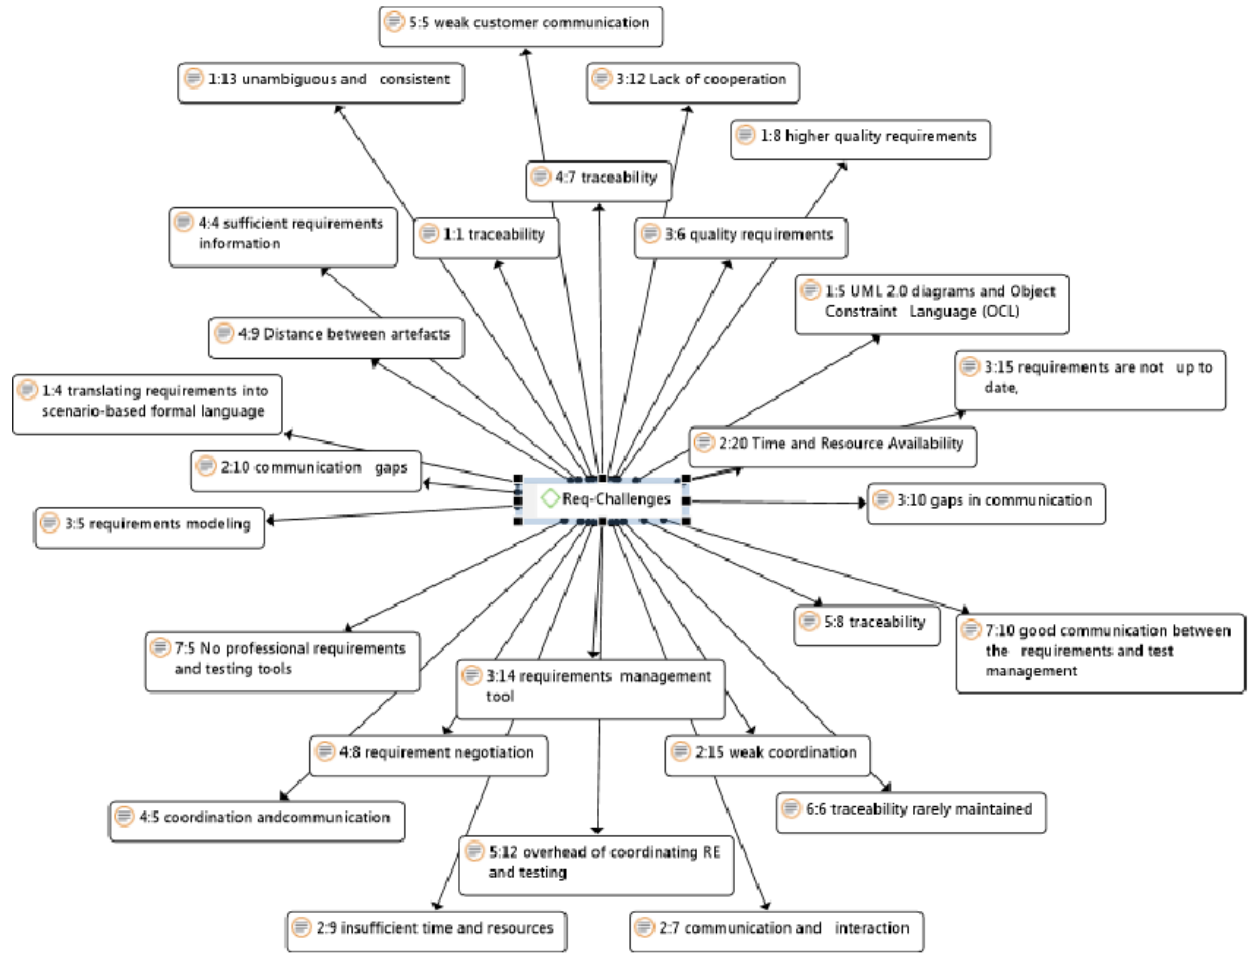 5:5 weak customer communication
1:13 unambiguous and consistent
3:12 Lack of cooperation
1:8 higher quality requirements
4:7 traceability
4:4 sufficient requirements
information
1:1 traceability
3:6 quality requirements
1:5 UML 2.0 diagrams and Object
Constraint Language (OCL)
4:9 Distance between artefacts
3:15 requirements are not up to
date,
1:4 translating requirements into
scenario-based formal language
2:20 Time and Resource Availability
2:10 communication gaps
Req-Challenges
3:10 gaps in communication
3:5 requirements modeling
5:8 traceability
7:10 good communication between
the requirements and test
management
7:5 No professional requirements
and testing tools
3:14 requirements management
tool
4:8 requirement negotiation
2:15 weak coordination
4:5 coordination andcommunication
6:6 traceability rarely maintained
5:12 overhead of coordinating RE
and testing
2:9 insufficient time and resources
2:7 communication and interaction